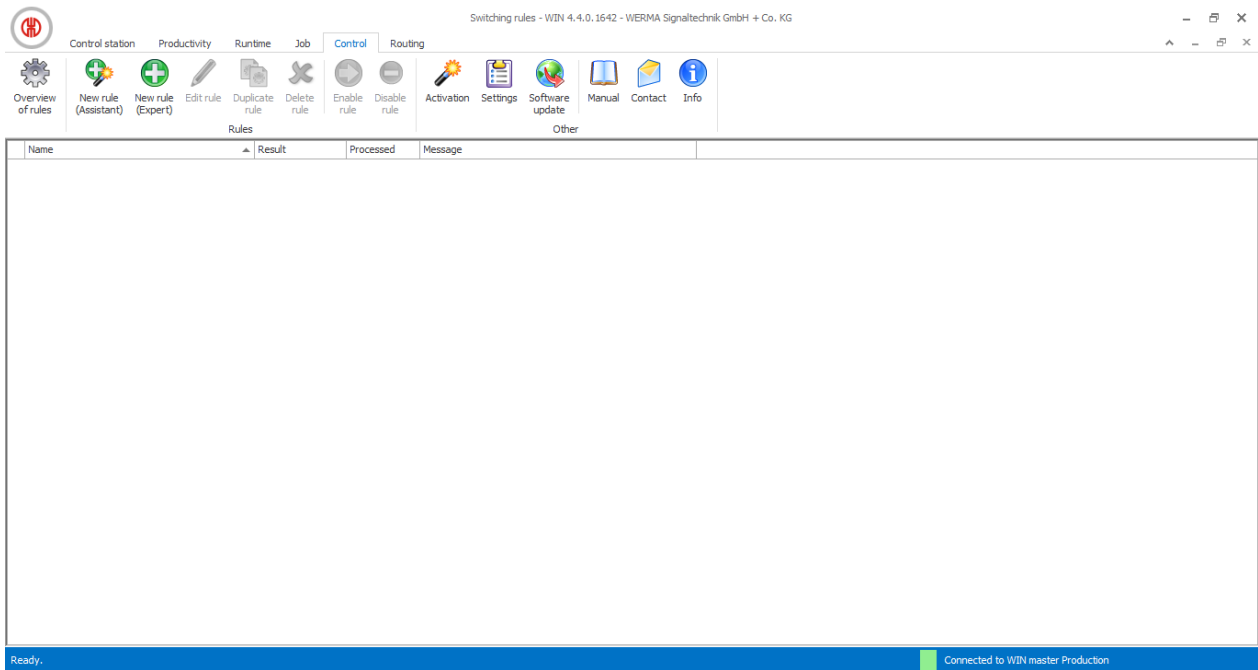 Switching rules - WIN 4.4.0.1642 - WERMA Signaltechnik GmbH + Co. KG
Control station Productivity Runtime Job Control Routing
Overview of rules
New rule (Assistant)
New rule (Expert)
Edit rule
Duplicate rule
Delete rule
Enable rule
Disable rule
Activation
Settings
Software update
Manual
Contact
Info
Rules
Other
Name Result Processed Message
Ready.
Connected to WIN master Production